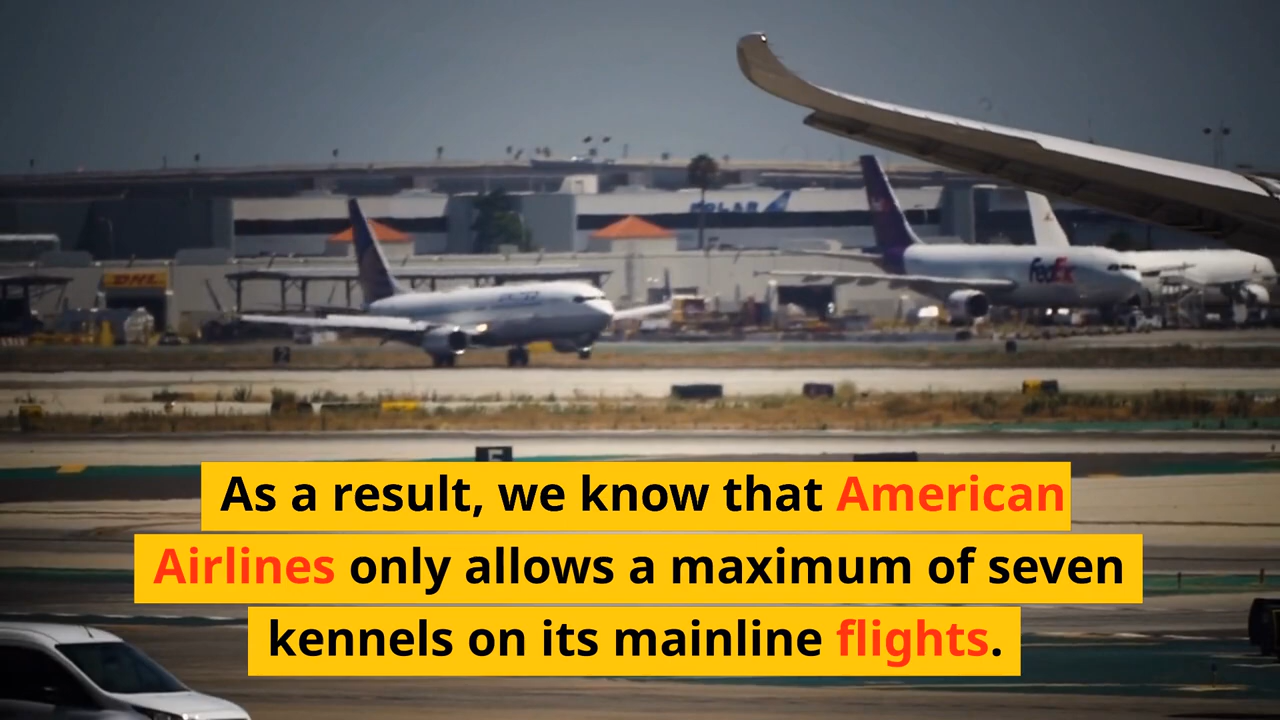 POLAR
DHL
FedEx
As a result, we know that American
Airlines only allows a maximum of seven
kennels on its mainline flights.